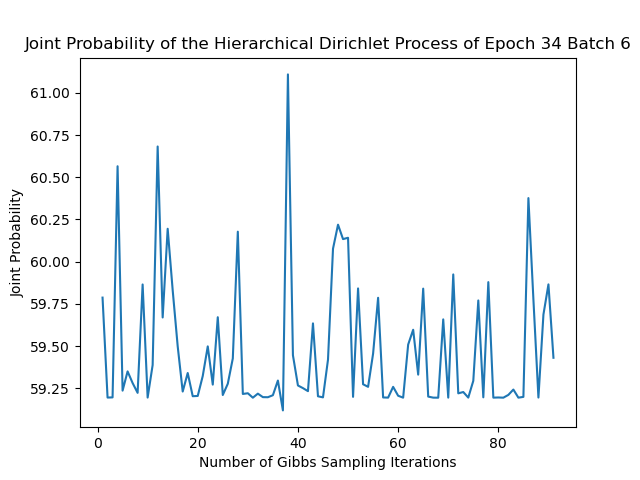 Joint Probability of the Hierarchical Dirichlet Process of Epoch 34 Batch 6
61.00
60.75
60.50
60.25
60.00
59.75
59.50
59.25
Joint Probability
0 20 40 60 80
Number of Gibbs Sampling Iterations